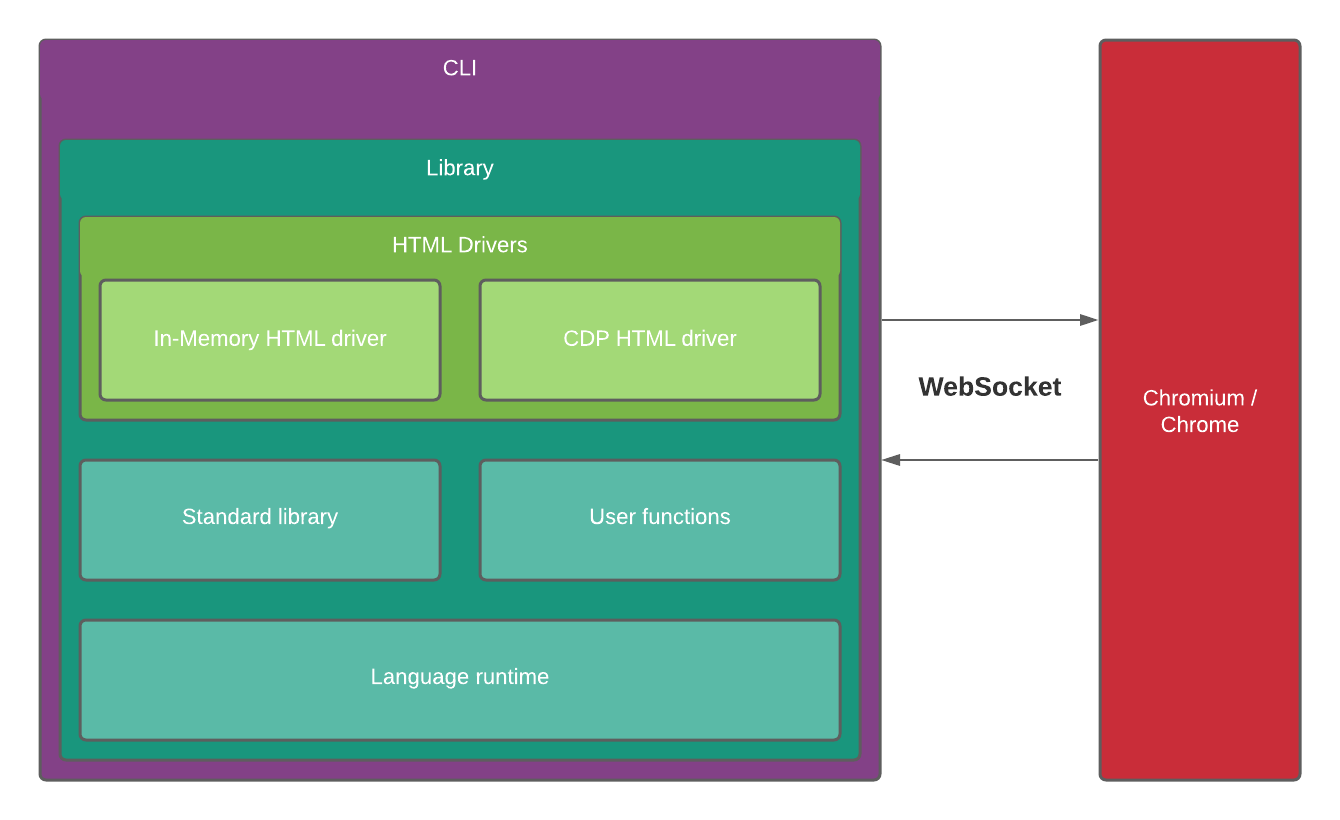 CLI
Library
HTML Drivers
In-Memory HTML driver
CDP HTML driver
WebSocket
Chromium /
Chrome
Standard library
User functions
Language runtime